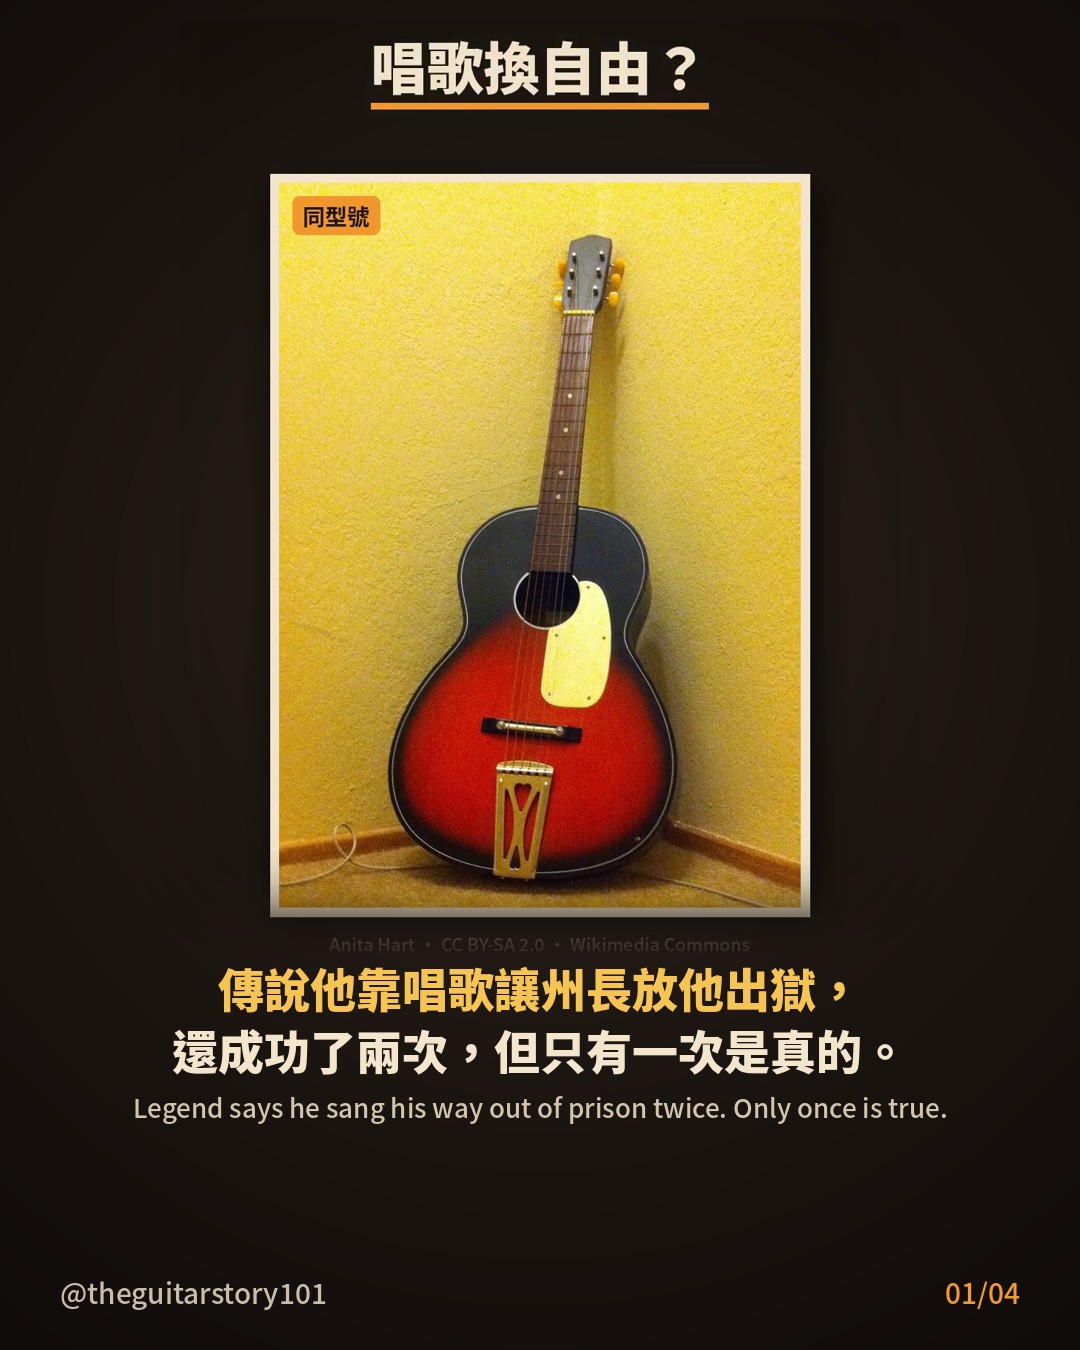 唱歌換自由？
同型號
Anita Hart • CC BY-SA 2.0 • Wikimedia Commons
傳說他靠唱歌讓州長放他出獄，
還成功了兩次，但只有一次是真的。
Legend says he sang his way out of prison twice. Only once is true.
@theguitarstory101
01/04